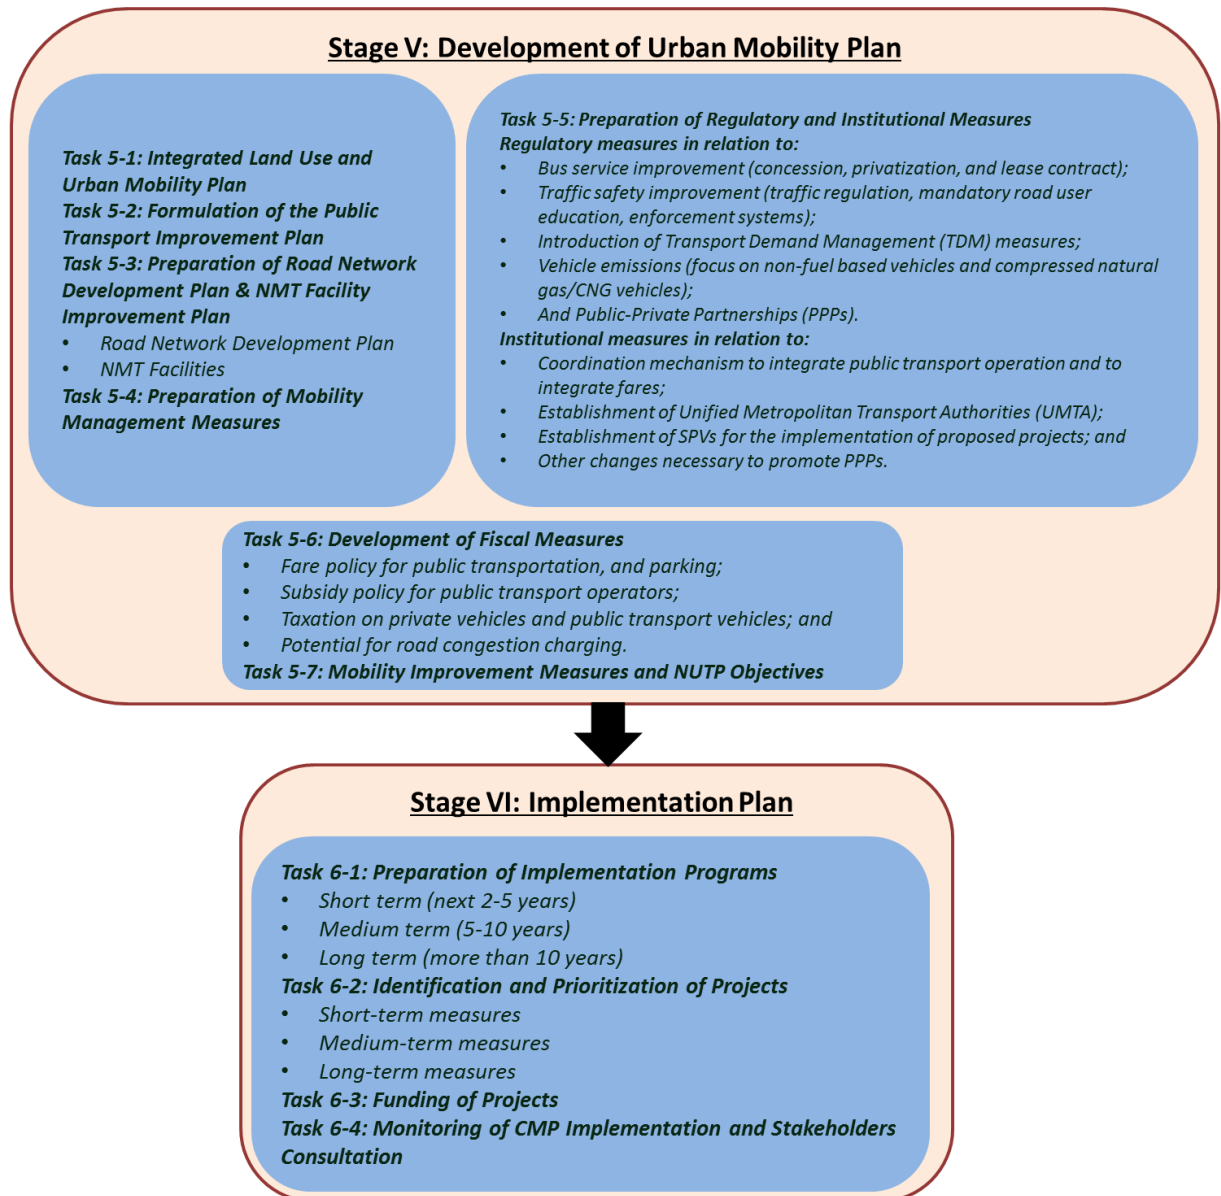 Stage V: Development of Urban Mobility Plan
Task 5-1: Integrated Land Use and
Urban Mobility Plan
Task 5-2: Formulation of the Public
Transport Improvement Plan
Task 5-3: Preparation of Road Network
Development Plan & NMT Facility
Improvement Plan
• Road Network Development Plan
• NMT Facilities
Task 5-4: Preparation of Mobility
Management Measures
Task 5-5: Preparation of Regulatory and Institutional Measures
Regulatory measures in relation to:
• Bus service improvement (concession, privatization, and lease contract);
• Traffic safety improvement (traffic regulation, mandatory road user
education, enforcement systems);
• Introduction of Transport Demand Management (TDM) measures;
• Vehicle emissions (focus on non-fuel based vehicles and compressed natural
gas/CNG vehicles);
• And Public-Private Partnerships (PPPs).
Institutional measures in relation to:
• Coordination mechanism to integrate public transport operation and to
integrate fares;
• Establishment of Unified Metropolitan Transport Authorities (UMTA);
• Establishment of SPVs for the implementation of proposed projects; and
• Other changes necessary to promote PPPs.
Task 5-6: Development of Fiscal Measures
• Fare policy for public transportation, and parking;
• Subsidy policy for public transport operators;
• Taxation on private vehicles and public transport vehicles; and
• Potential for road congestion charging.
Task 5-7: Mobility Improvement Measures and NUTP Objectives
Stage VI: Implementation Plan
Task 6-1: Preparation of Implementation Programs
• Short term (next 2-5 years)
• Medium term (5-10 years)
• Long term (more than 10 years)
Task 6-2: Identification and Prioritization of Projects
• Short-term measures
• Medium-term measures
• Long-term measures
Task 6-3: Funding of Projects
Task 6-4: Monitoring of CMP Implementation and Stakeholders
Consultation